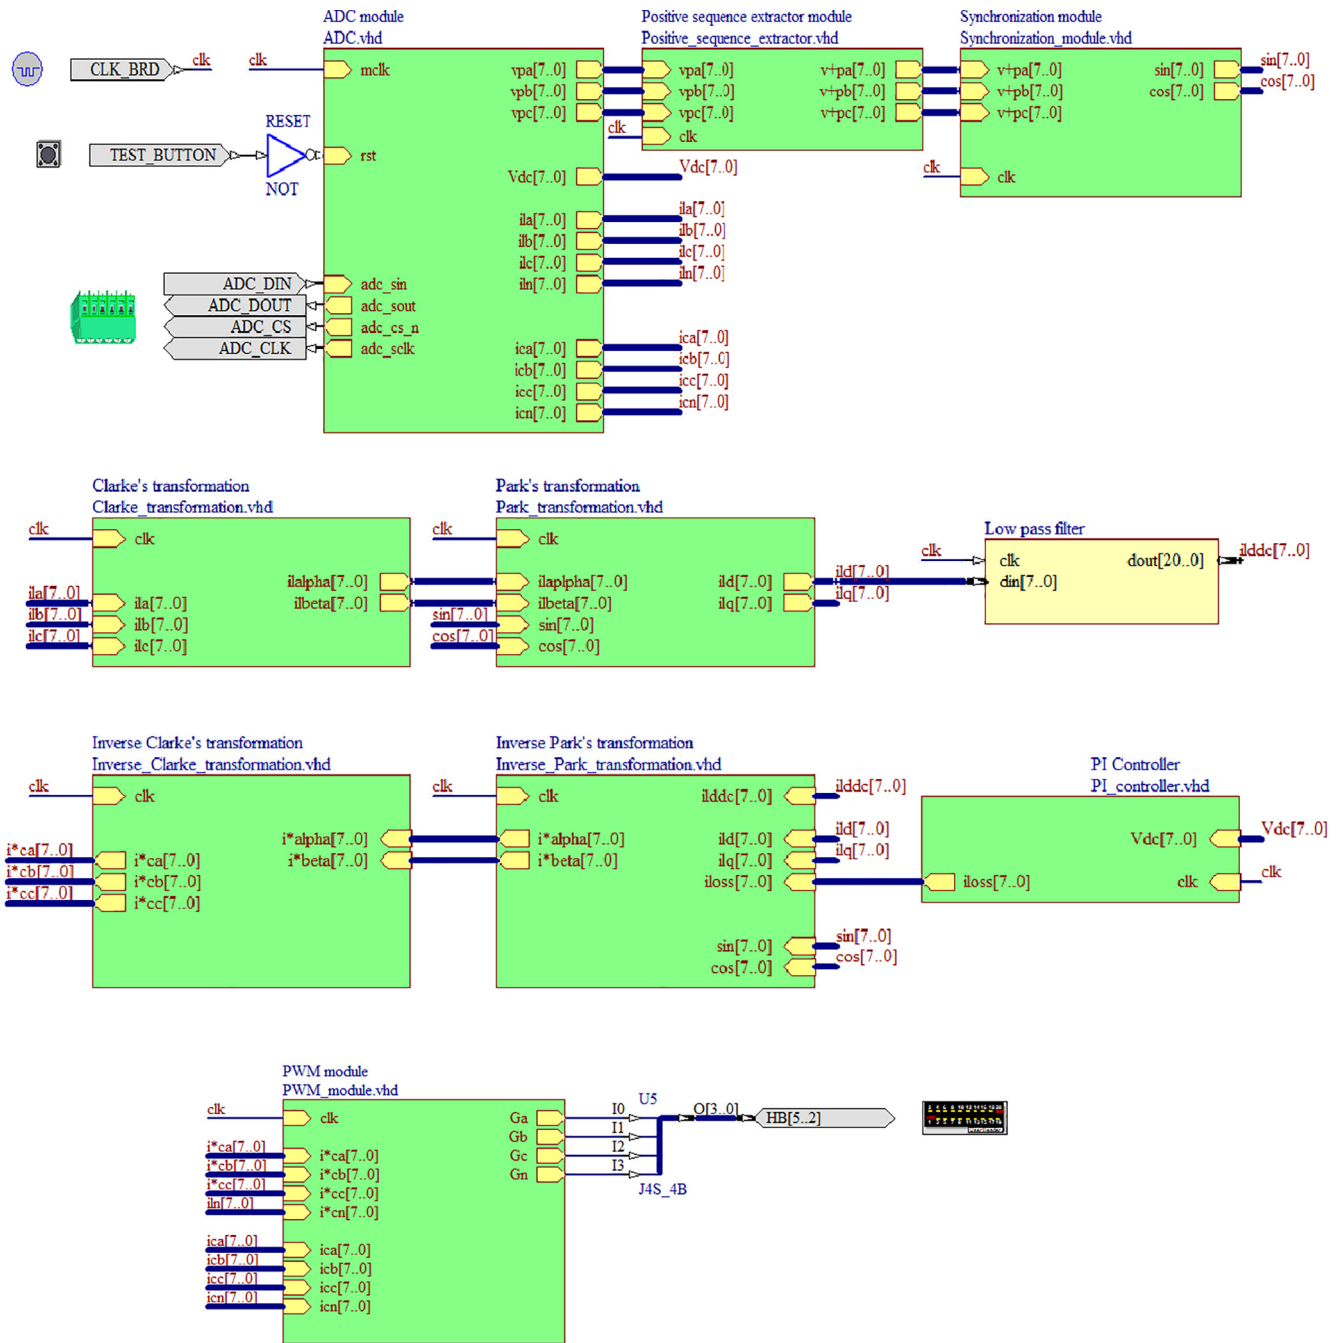 ADC module
ADC.vhd
Positive sequence extractor module
Positive_sequence_extractor.vhd
Synchronization module
Synchronization_module.vhd
CLK_BRD
clk
clk
mclk
vpa[7..0]
vpb[7..0]
vpc[7..0]
vpa[7..0]
vpb[7..0]
vpc[7..0]
clk
clk
v+pa[7..0]
v+pb[7..0]
v+pc[7..0]
v+pa[7..0]
v+pb[7..0]
v+pc[7..0]
clk
clk
sin[7..0]
cos[7..0]
sin[7..0]
cos[7..0]
RESET
TEST_BUTTON
NOT
rst
Vdc[7..0]
Vdc[7..0]
ila[7..0]
ilb[7..0]
ilc[7..0]
iln[7..0]
ila[7..0]
ilb[7..0]
ilc[7..0]
iln[7..0]
ADC_DIN
ADC_DOUT
ADC_CS
ADC_CLK
adc_sin
adc_sout
adc_cs_n
adc_sclk
ica[7..0]
icb[7..0]
icc[7..0]
icn[7..0]
ica[7..0]
icb[7..0]
icc[7..0]
icn[7..0]
Clarke's transformation
Clarke_transformation.vhd
clk
clk
ila[7..0]
ilb[7..0]
ilc[7..0]
ila[7..0]
ilb[7..0]
ilc[7..0]
ilalpha[7..0]
ilbeta[7..0]
Park's transformation
Park_transformation.vhd
clk
clk
ilaplpha[7..0]
ilbeta[7..0]
sin[7..0]
cos[7..0]
sin[7..0]
cos[7..0]
ild[7..0]
ilq[7..0]
ild[7..0]
ilq[7..0]
Low pass filter
clk
clk
din[7..0]
dout[20..0]
ilddc[7..0]
Inverse Clarke's transformation
Inverse_Clarke_transformation.vhd
clk
clk
i*ca[7..0]
i*cb[7..0]
i*cc[7..0]
i*ca[7..0]
i*cb[7..0]
i*cc[7..0]
i*alpha[7..0]
i*beta[7..0]
Inverse Park's transformation
Inverse_Park_transformation.vhd
clk
clk
i*alpha[7..0]
i*beta[7..0]
ilddc[7..0]
ild[7..0]
ilq[7..0]
iloss[7..0]
sin[7..0]
cos[7..0]
ilddc[7..0]
ild[7..0]
ilq[7..0]
sin[7..0]
cos[7..0]
PI Controller
PI_controller.vhd
Vdc[7..0]
Vdc[7..0]
iloss[7..0]
clk
clk
PWM module
PWM_module.vhd
clk
clk
i*ca[7..0]
i*cb[7..0]
i*cc[7..0]
iln[7..0]
i*ca[7..0]
i*cb[7..0]
i*cc[7..0]
i*cn[7..0]
ica[7..0]
icb[7..0]
icc[7..0]
icn[7..0]
ica[7..0]
icb[7..0]
icc[7..0]
icn[7..0]
Ga
Gb
Gc
Gn
I0
I1
I2
I3
U5
J4S_4B
O[3..0]
HB[5..2]